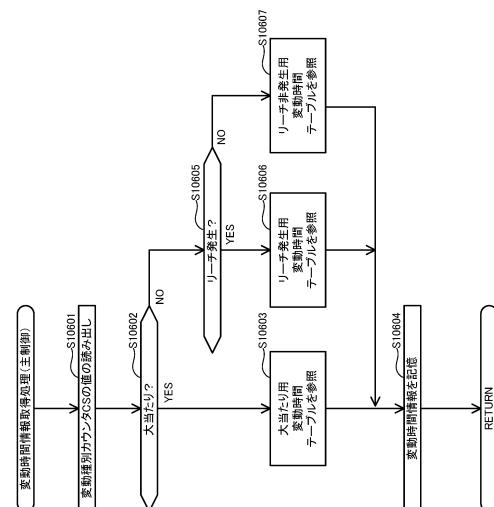 変動時間情報取得処理(主制御)
S10601
変動種別カウンタCSの値の読み出し
S10602
大当たり?
NO
YES
S10605
リーチ発生?
NO
YES
S10603
大当たり用
変動時間
テーブルを参照
S10606
リーチ発生用
変動時間
テーブルを参照
S10607
リーチ非発生用
変動時間
テーブルを参照
S10604
変動時間情報を記憶
RETURN